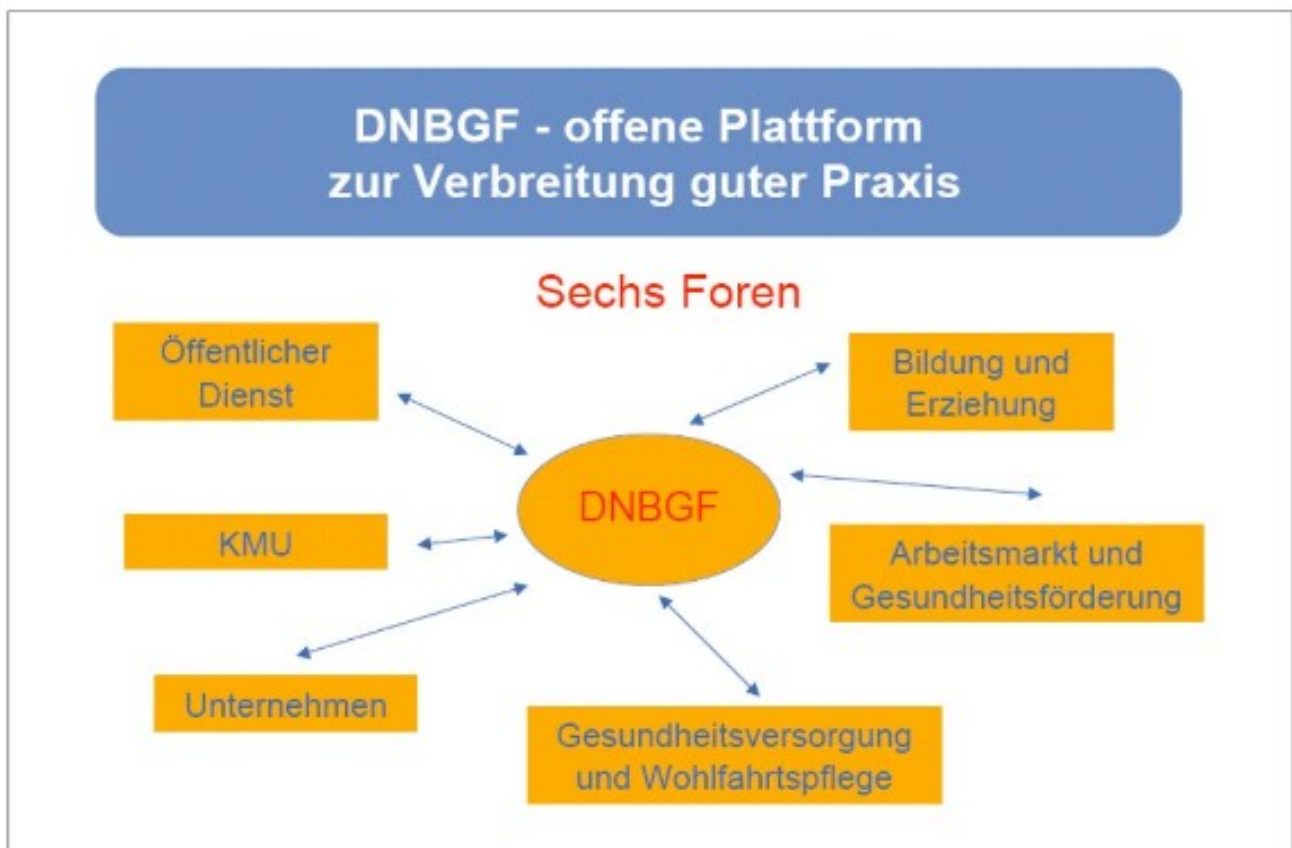 DNBGF - offene Plattform
zur Verbreitung guter Praxis
Sechs Foren
Öffentlicher
Dienst
Bildung und
Erziehung
DNBGF
KMU
Arbeitsmarkt und
Gesundheitsförderung
Unternehmen
Gesundheitsversorgung
und Wohlfahrtspflege